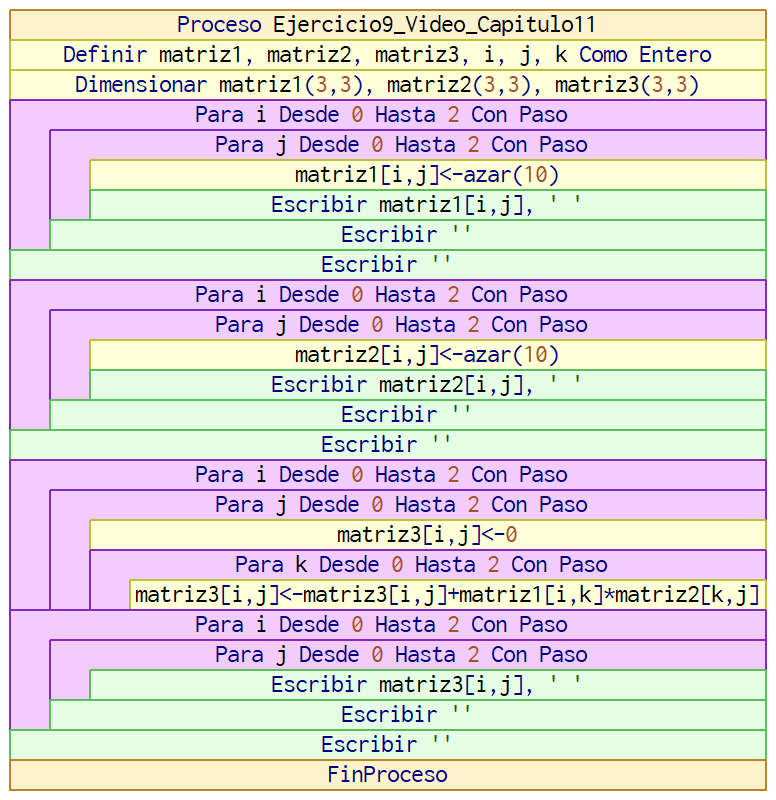 Proceso Ejercicio9_Video_Capitulo11
Definir matriz1, matriz2, matriz3, i, j, k Como Entero
Dimensionar matriz1(3,3), matriz2(3,3), matriz3(3,3)
Para i Desde 0 Hasta 2 Con Paso
Para j Desde 0 Hasta 2 Con Paso
matriz1[i,j]<-azar(10)
Escribir matriz1[i,j], ' '
Escribir ''
Escribir ''
Para i Desde 0 Hasta 2 Con Paso
Para j Desde 0 Hasta 2 Con Paso
matriz2[i,j]<-azar(10)
Escribir matriz2[i,j], ' '
Escribir ''
Escribir ''
Para i Desde 0 Hasta 2 Con Paso
Para j Desde 0 Hasta 2 Con Paso
matriz3[i,j]<-0
Para k Desde 0 Hasta 2 Con Paso
matriz3[i,j]<-matriz3[i,j]+matriz1[i,k]*matriz2[k,j]
Para i Desde 0 Hasta 2 Con Paso
Para j Desde 0 Hasta 2 Con Paso
Escribir matriz3[i,j], ' '
Escribir ''
Escribir ''
FinProceso